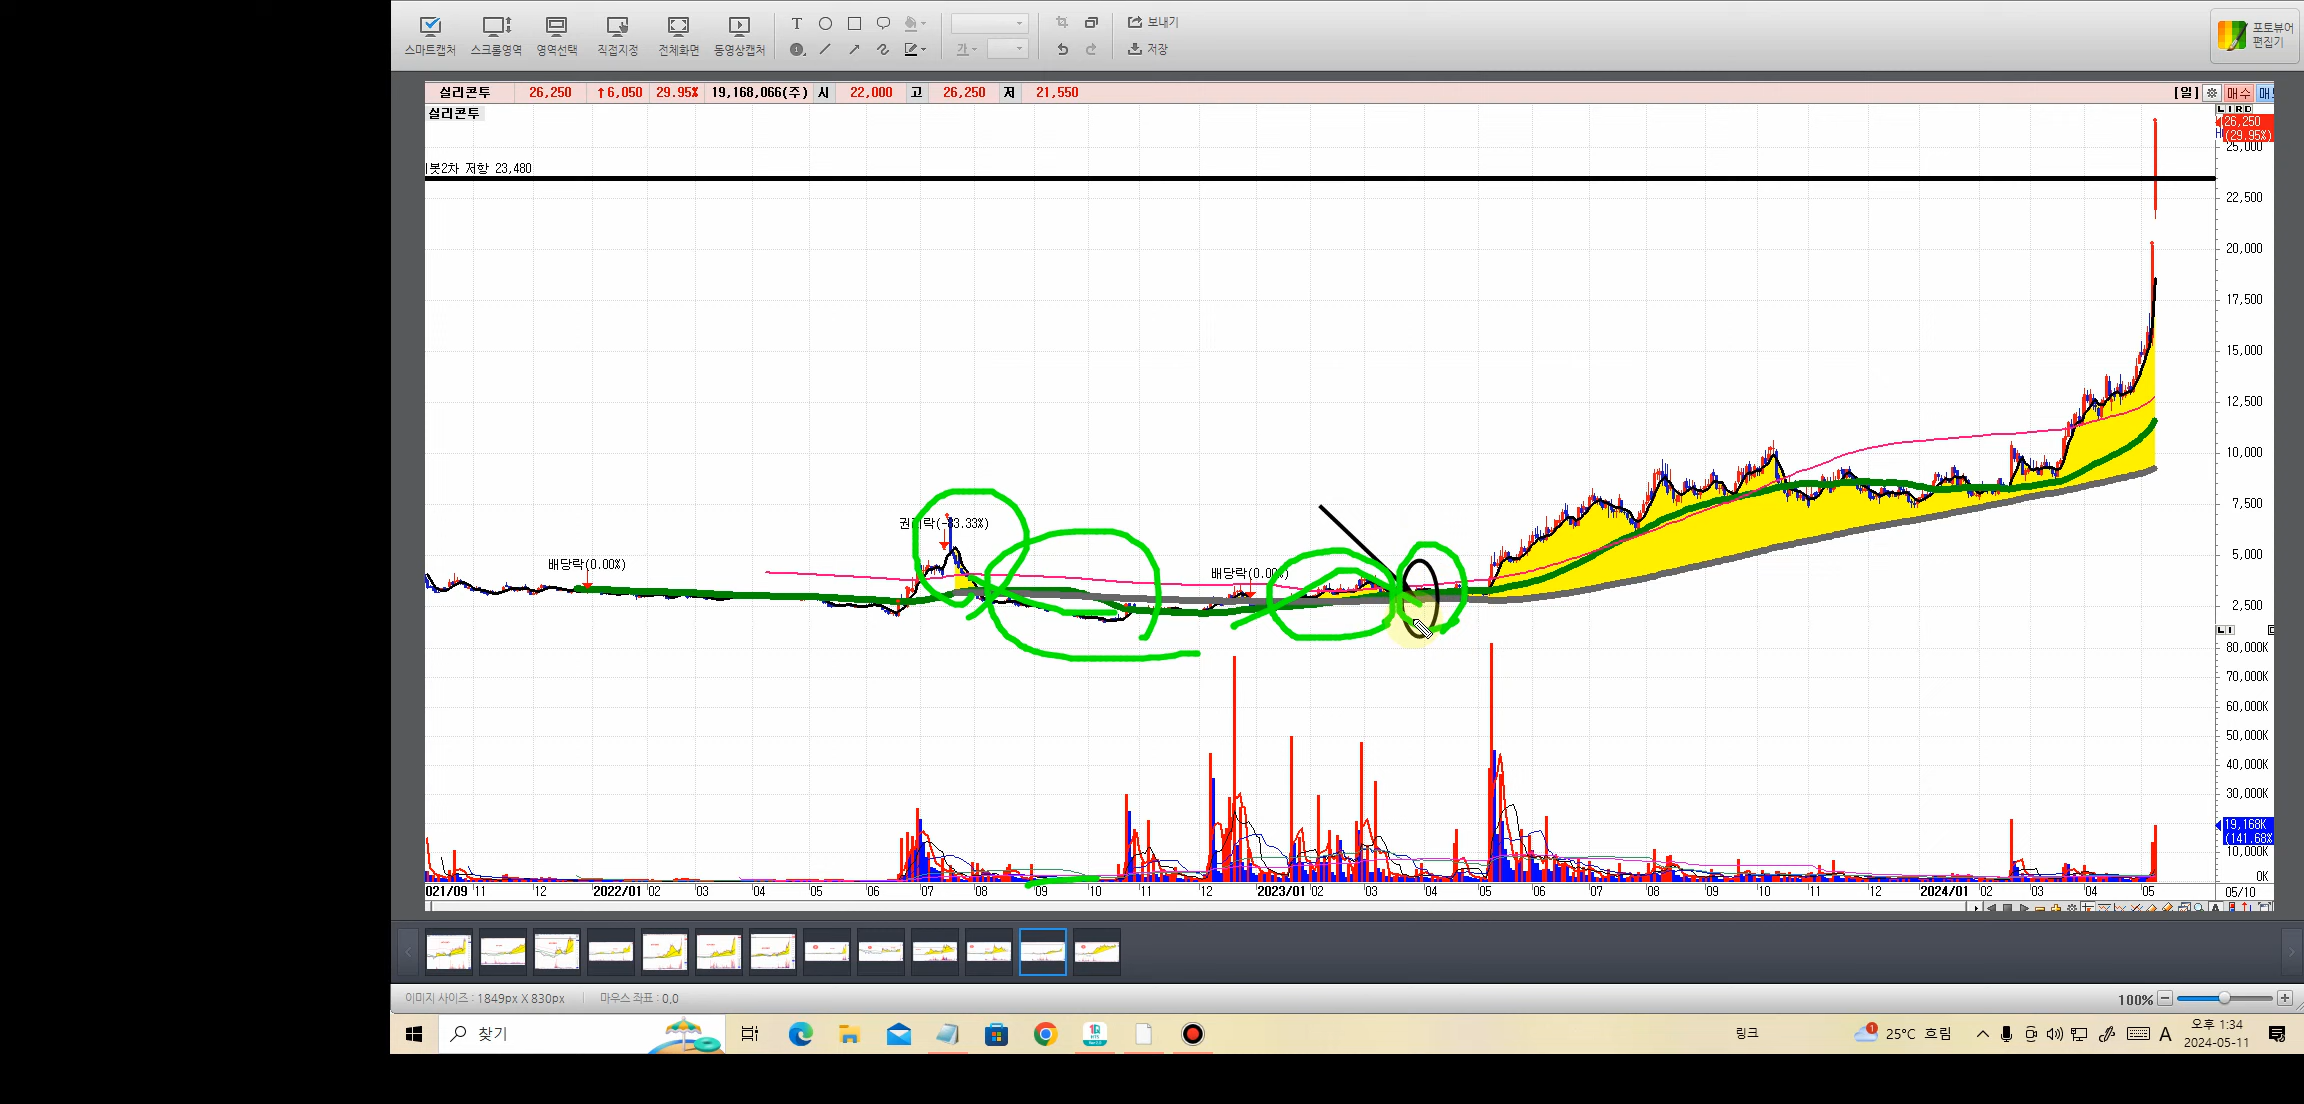 스마트캡처 스크롤영역 영역선택 직접지정 전체화면 동영상캡처 T 가 보내기 저장 포토뷰어 편집기
실리콘투 26,250 ↑6,050 29.95% 19,168,066(주) 시 22,000 고 26,250 저 21,550 [일] 매수
실리콘투
L I R D
26,250
(29.95%)
25,000
봇2차 저항 23,480
22,500
20,000
17,500
15,000
12,500
10,000
7,500
배당락(0.00%)
5,000
배당락(0.00%)
2,500
L I
80,000K
70,000K
60,000K
50,000K
40,000K
30,000K
19,168K
(141.68%
10,000K
0K
021/09 11 12 2022/01 02 03 04 05 06 07 08 09 10 11 12 2023/01 02 03 04 05 06 07 08 09 10 11 12 2024/01 02 03 04 05 05/10
이미지 사이즈 : 1849px X 830px 마우스 좌표 : 0,0 100%
찾기 링크 25°C 흐림 A 오후 1:34
2024-05-11